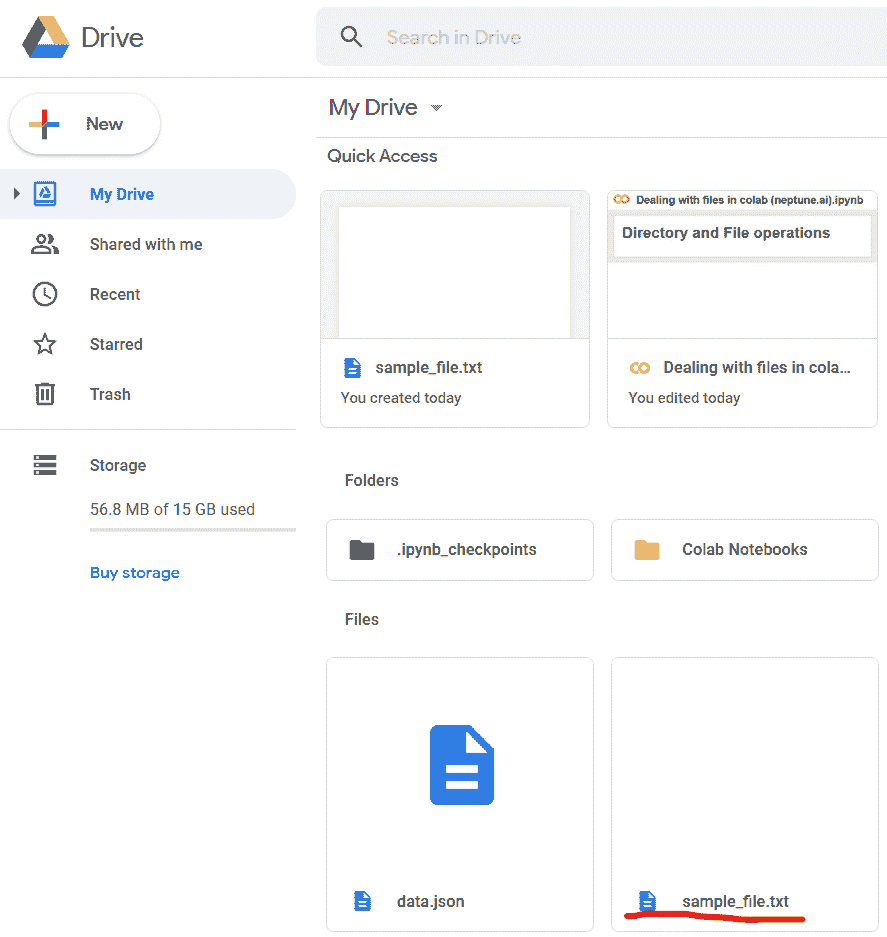 Drive
Search in Drive
New
My Drive
Shared with me
Recent
Starred
Trash
Storage
56.8 MB of 15 GB used
Buy storage
My Drive
Quick Access
sample_file.txt
You created today
Dealing with files in colab (neptune.ai).ipynb
Directory and File operations
Dealing with files in cola...
You edited today
Folders
.ipynb_checkpoints
Colab Notebooks
Files
data.json
sample_file.txt